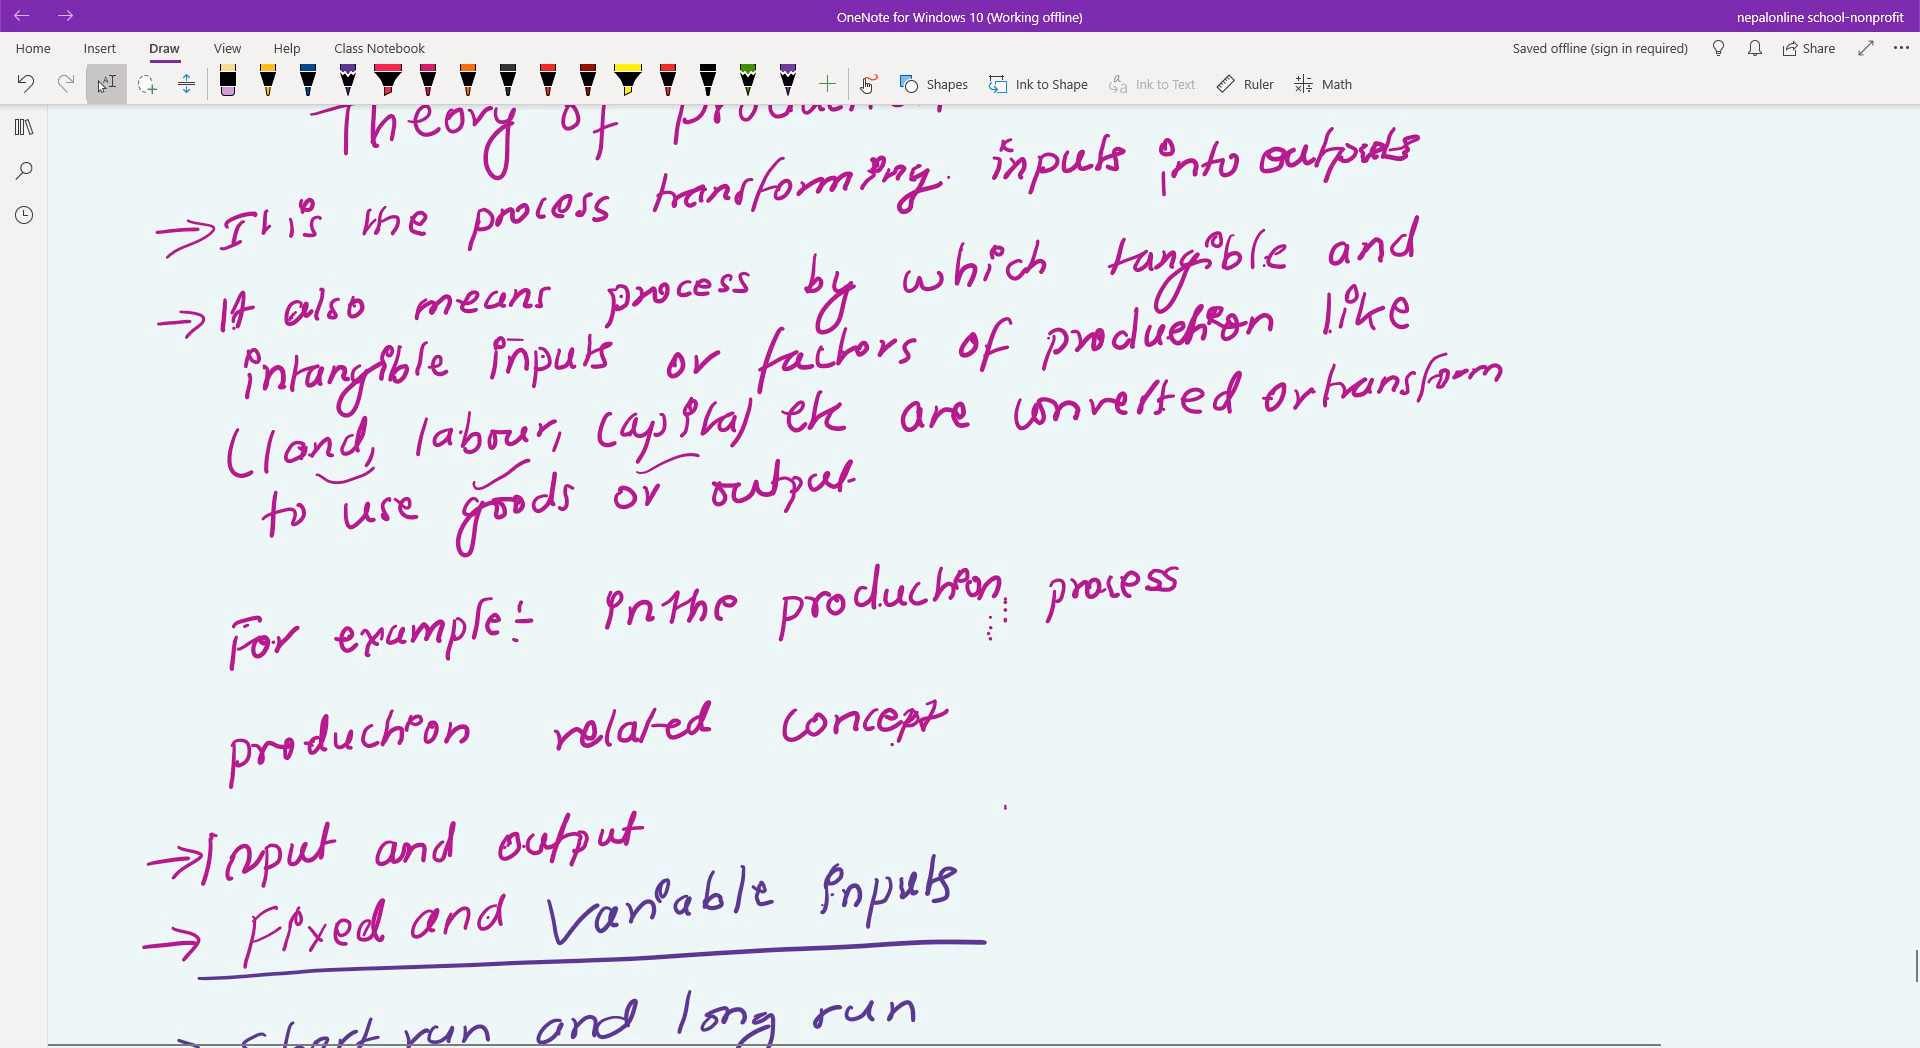 OneNote for Windows 10 (Working offline)
nepalonline school-nonprofit
Home Insert Draw View Help Class Notebook
Saved offline (sign in required) Share
Shapes Ink to Shape Ink to Text Ruler Math
Theory of production
→ It is the process transforming inputs into outputs
→ It also means process by which tangible and
intangible inputs or factors of production like
(land, labour, capital etc are converted or transform
to use goods or output
For example:- In the production process
production related concept
→ Input and output
→ Fixed and Variable inputs
→ Short run and long run